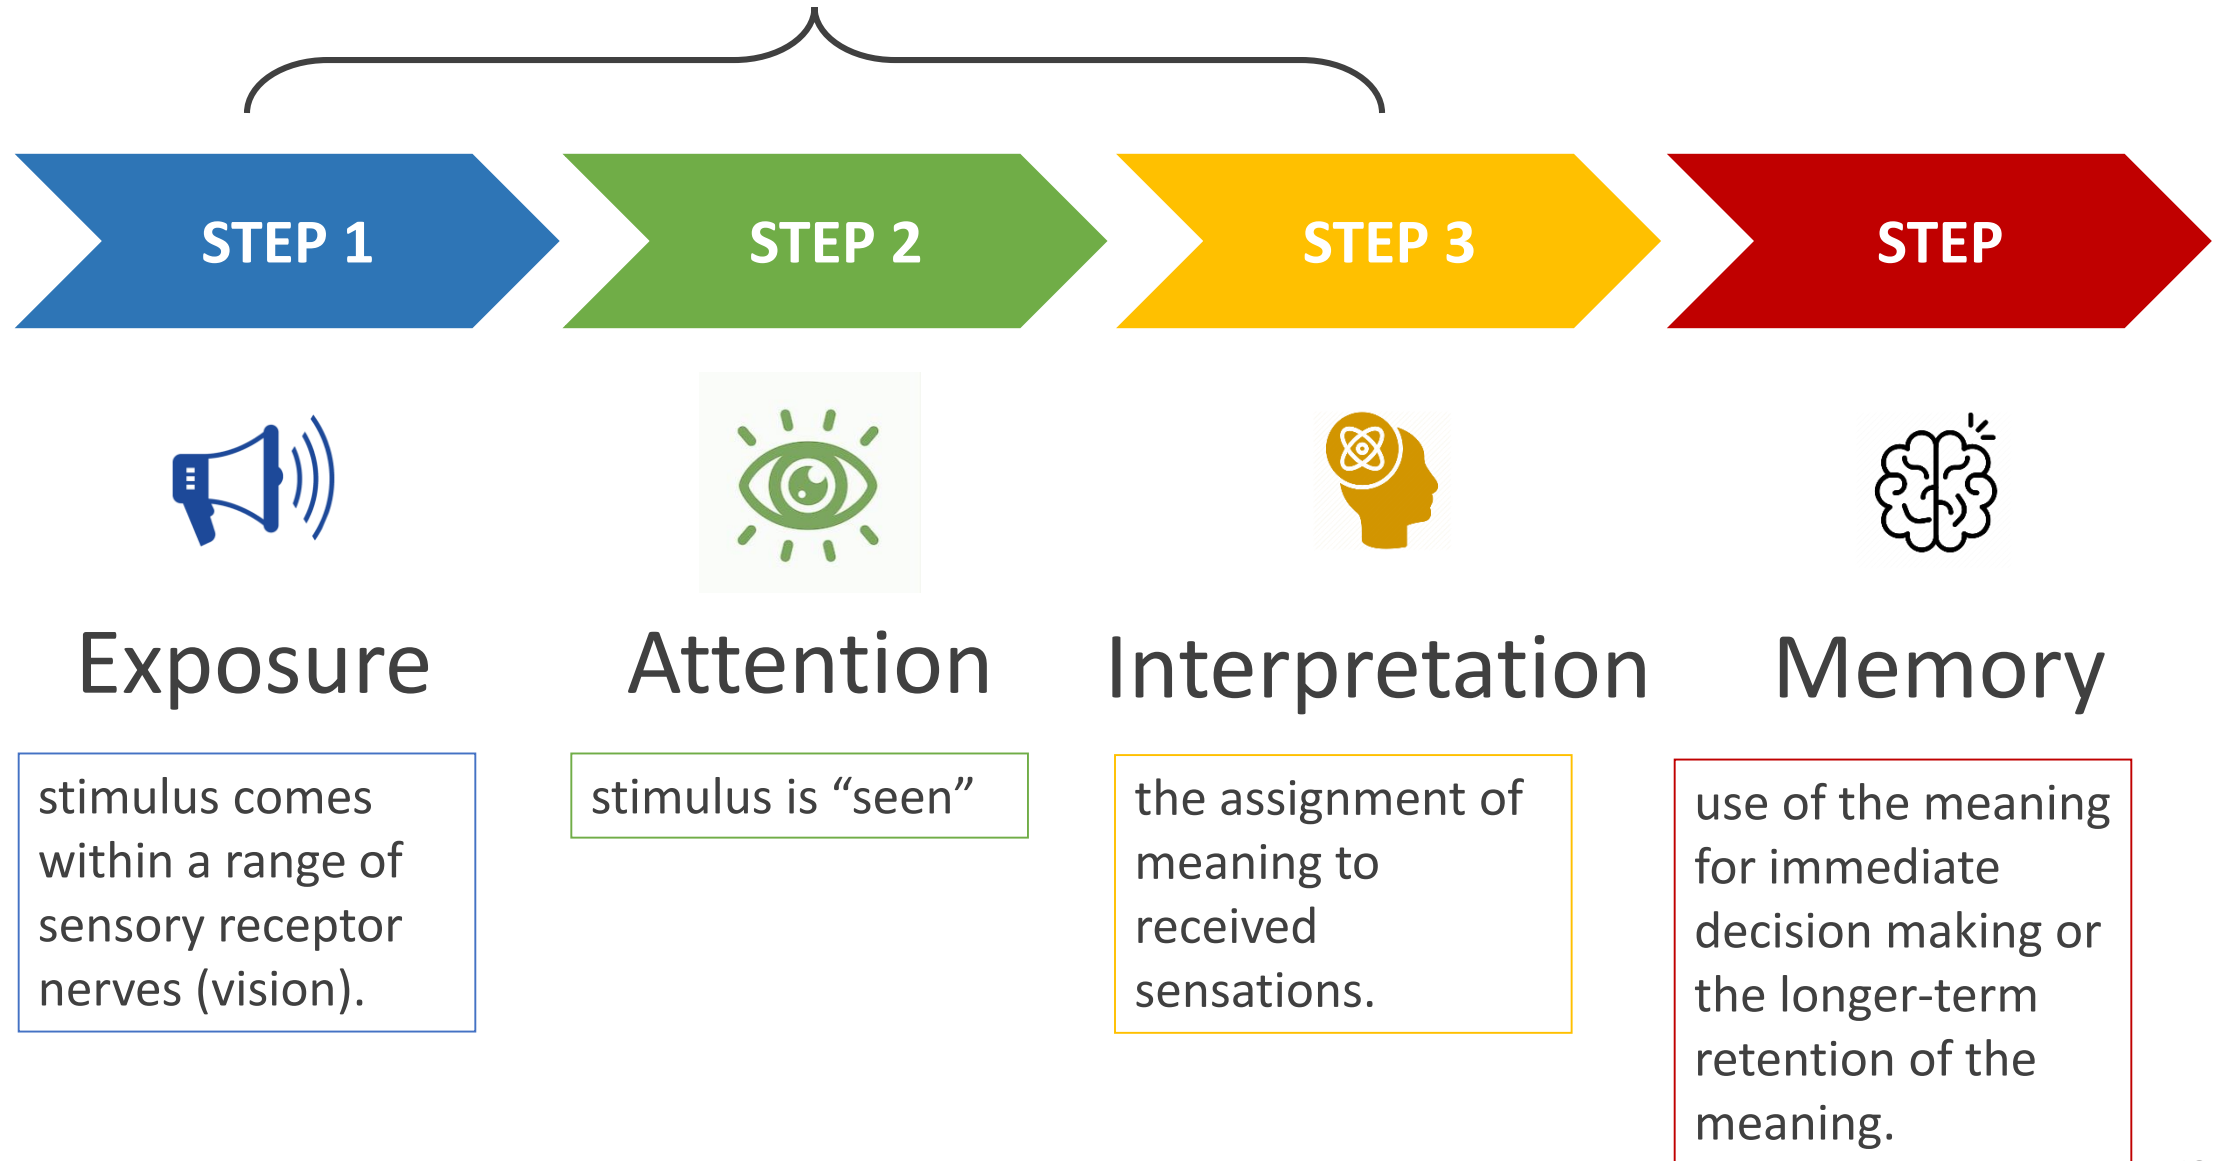 STEP 1
STEP 2
STEP 3
STEP
Exposure
Attention
Interpretation
Memory
stimulus comes
within a range of
sensory receptor
nerves (vision).
stimulus is “seen”
the assignment of
meaning to
received
sensations.
use of the meaning
for immediate
decision making or
the longer-term
retention of the
meaning.